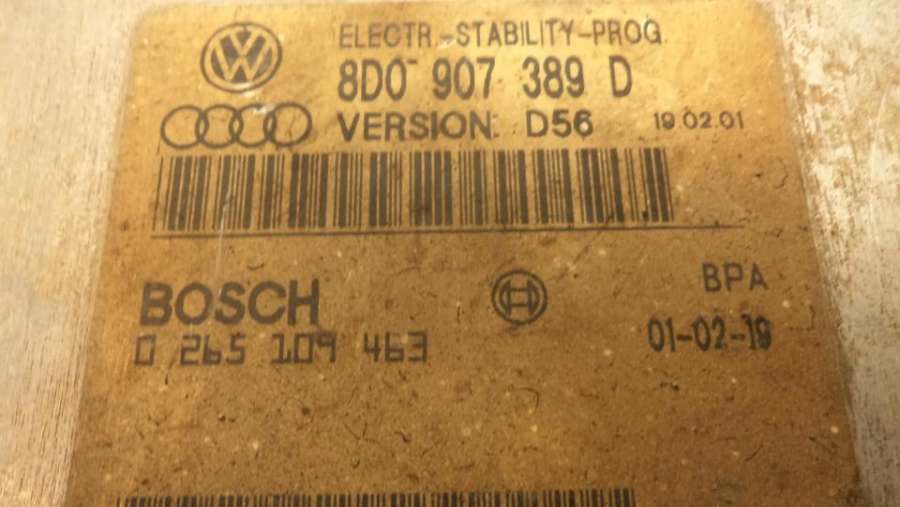 ELECTR.-STABILITY-PROG.
8D0 907 389 D
VERSION: D56 19.02.01
BOSCH BPA
0 265 109 463 01-02-19